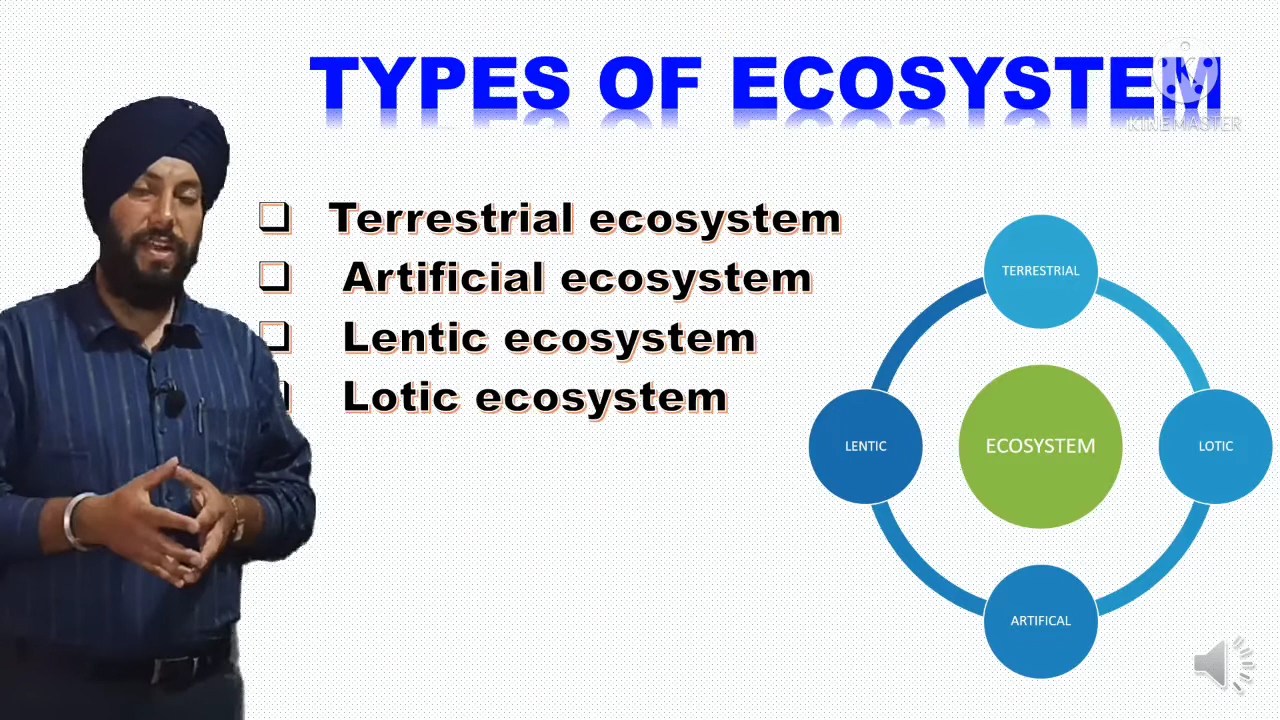 TYPES OF ECOSYSTEM
KINEMASTER
Terrestrial ecosystem
Artificial ecosystem
Lentic ecosystem
Lotic ecosystem
TERRESTRIAL
LENTIC
ECOSYSTEM
LOTIC
ARTIFICAL